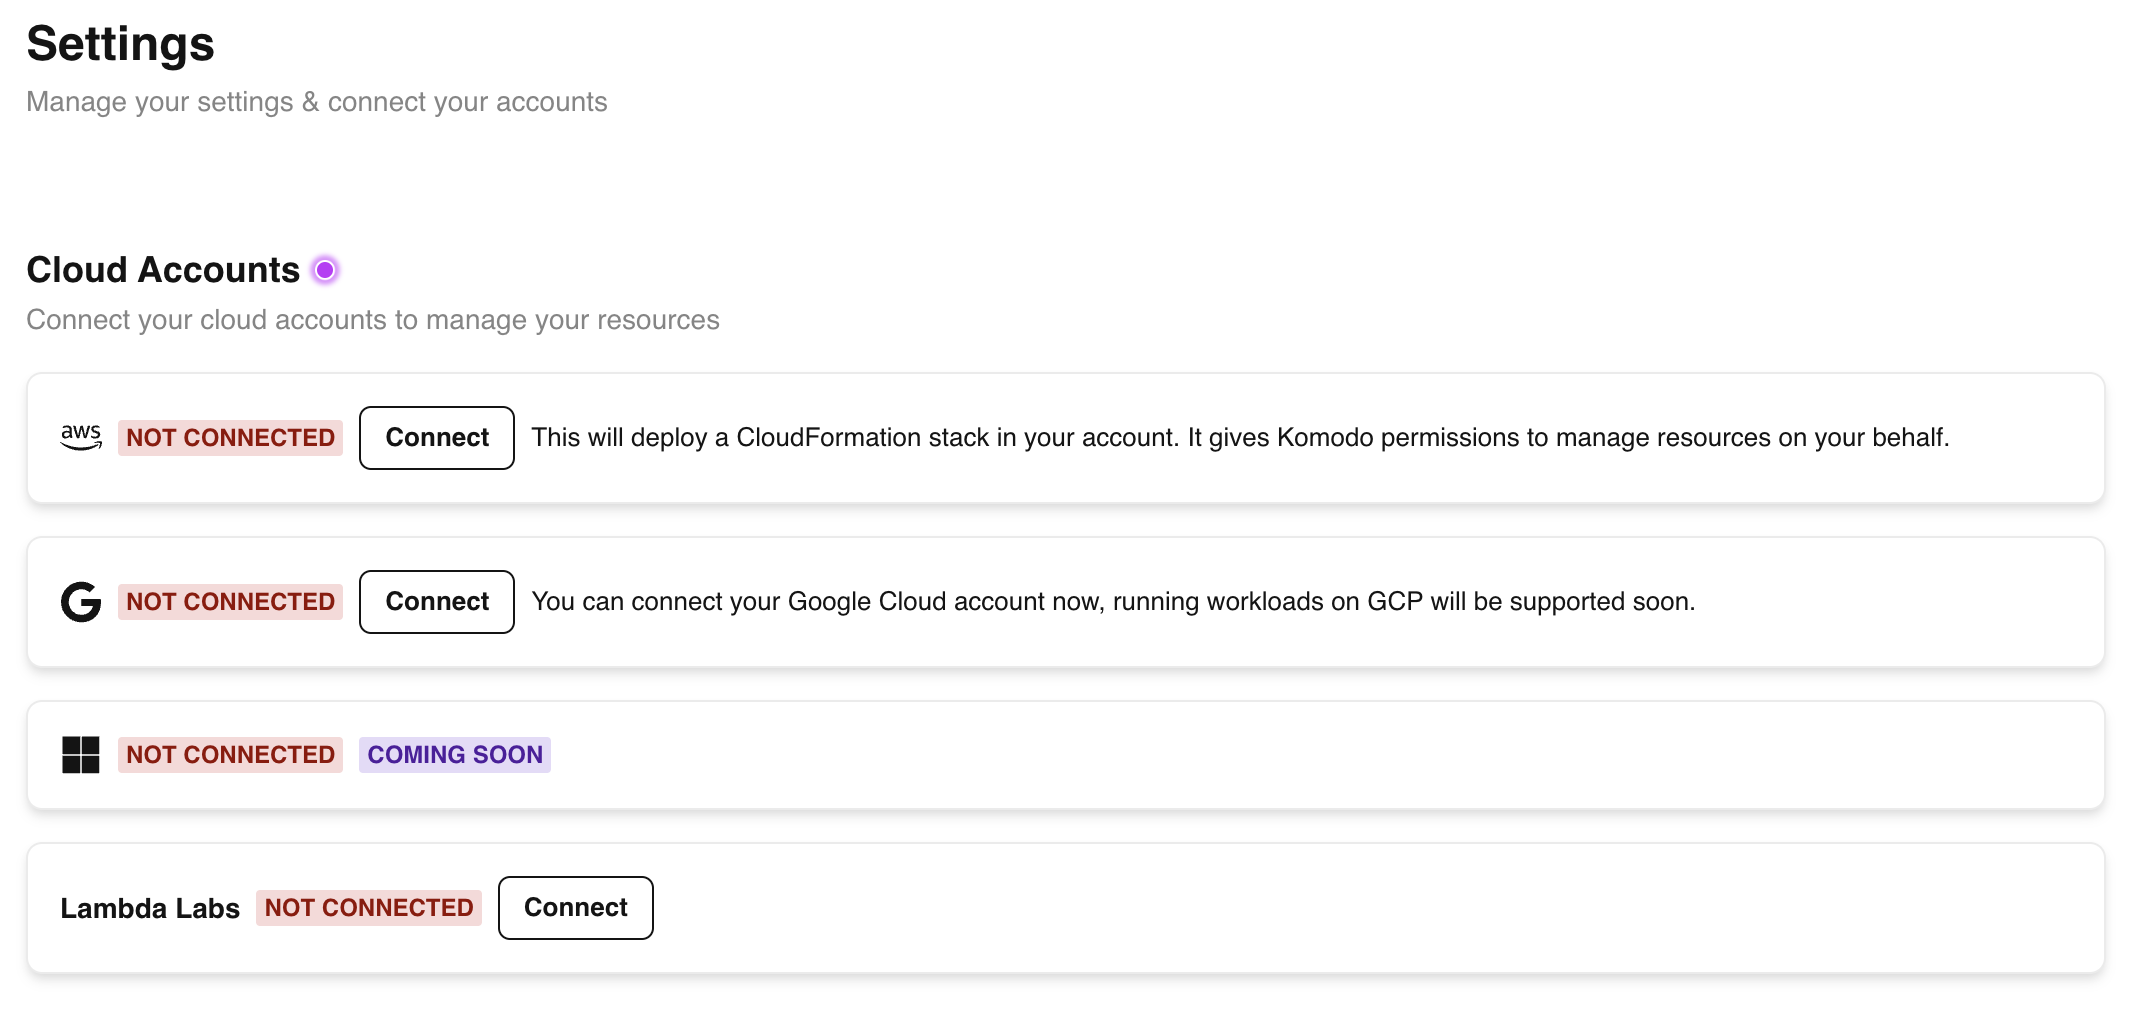 Settings
Manage your settings & connect your accounts
Cloud Accounts
Connect your cloud accounts to manage your resources
aws NOT CONNECTED Connect This will deploy a CloudFormation stack in your account. It gives Komodo permissions to manage resources on your behalf.
G NOT CONNECTED Connect You can connect your Google Cloud account now, running workloads on GCP will be supported soon.
NOT CONNECTED COMING SOON
Lambda Labs NOT CONNECTED Connect